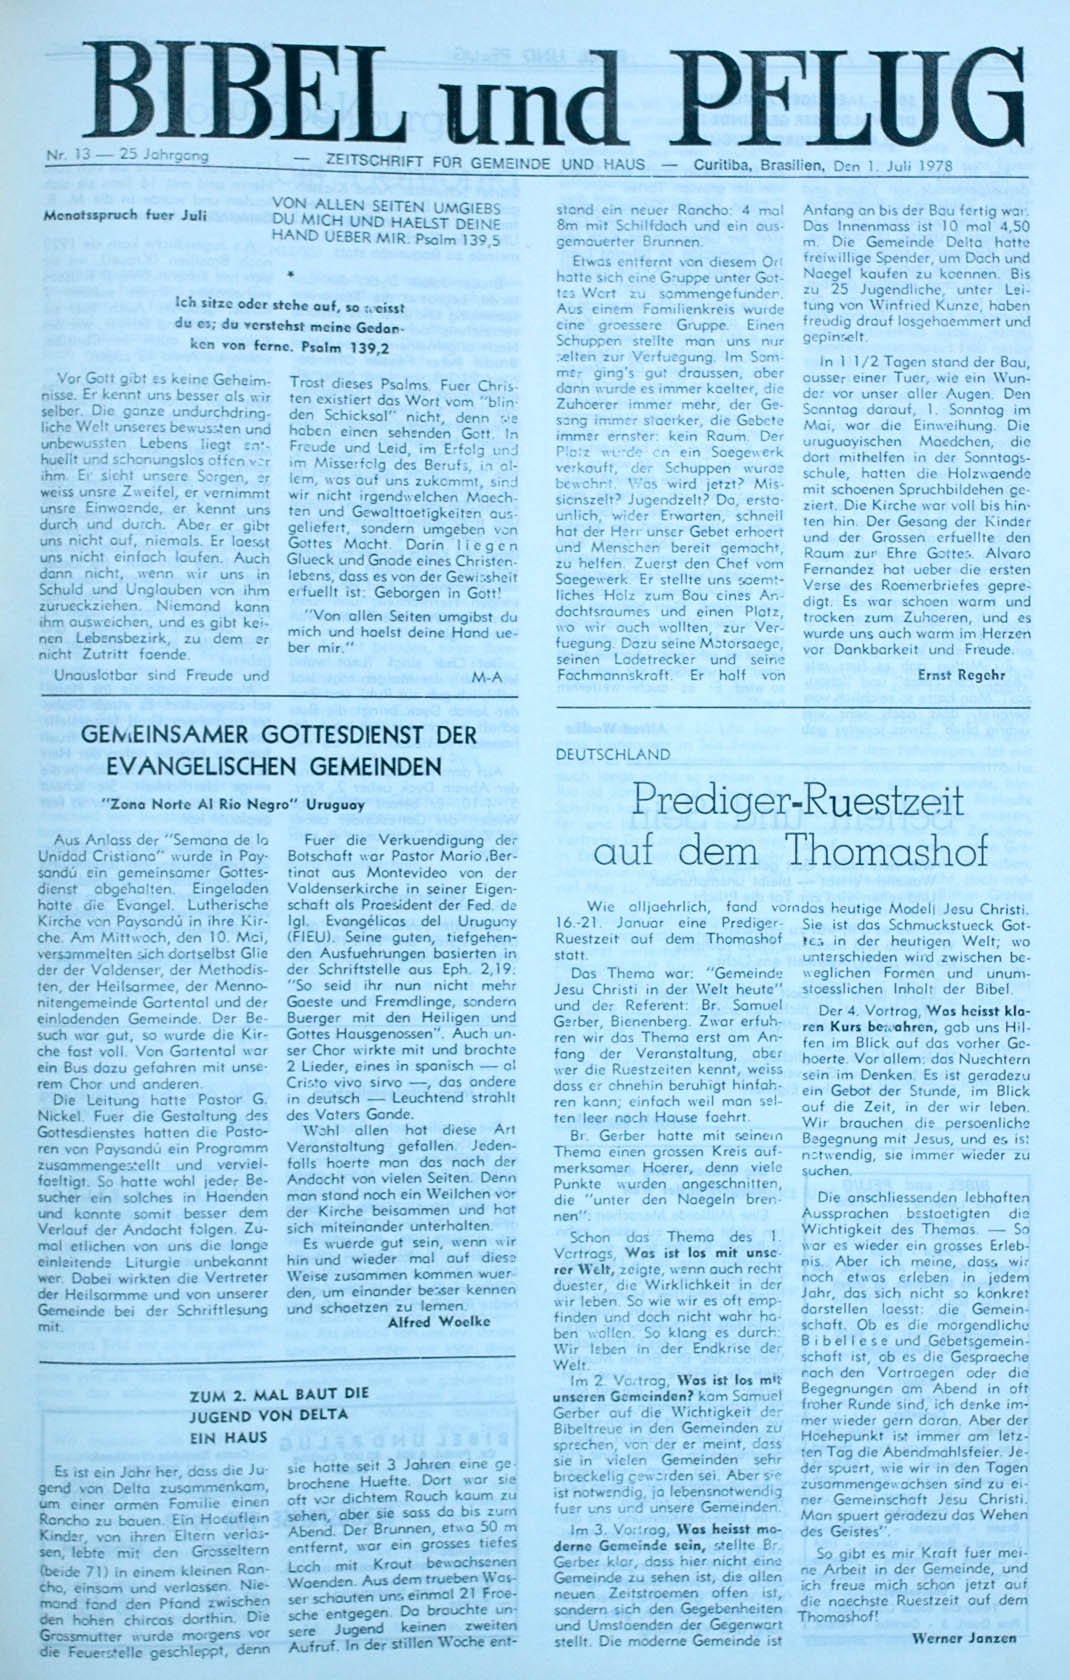 BIBEL und PFLUG
Nr. 13 — 25 Jahrgang — ZEITSCHRIFT FÜR GEMEINDE UND HAUS — Curitiba, Brasilien, Den 1. Juli 1978
Monatsspruch fuer Juli
VON ALLEN SEITEN UMGIEBS
DU MICH UND HAELST DEINE
HAND UEBER MIR. Psalm 139,5
*
Ich sitze oder stehe auf, so weisst
du es; du verstehst meine Gedan-
ken von ferne. Psalm 139,2
Vor Gott gibt es keine Geheim-
nisse. Er kennt uns besser als wir
selber. Die ganze undurchdring-
liche Welt unseres bewussten und
unbewussten Lebens liegt ent-
huellt und schonungslos offen vor
ihm. Er sieht unsere Sorgen, er
weiss unsre Zweifel, er vernimmt
unsre Einwaende, er kennt uns
durch und durch. Aber er gibt
uns nicht auf, niemals. Er laesst
uns nicht einfach laufen. Auch
dann nicht, wenn wir uns in
Schuld und Unglauben von ihm
zurueckziehen. Niemand kann
ihm ausweichen, und es gibt kei-
nen Lebensbezirk, zu dem er
nicht Zutritt faende.
Unauslotbar sind Freude und
Trost dieses Psalms. Fuer Chris-
ten existiert das Wort vom "blin-
den Schicksal" nicht, denn sie
haben einen sehenden Gott. In
Freude und Leid, im Erfolg und
im Misserfolg des Berufs, in al-
lem, was auf uns zukommt, sind
wir nicht irgendwelchen Maech-
ten und Gewalttaetigkeiten aus-
geliefert, sondern umgeben von
Gottes Macht. Darin liegen
Glueck und Gnade eines Christen-
lebens, dass es von der Gewissheit
erfuellt ist: Geborgen in Gott!
"Von allen Seiten umgibst du
mich und haelst deine Hand ue-
ber mir."
M-A
GEMEINSAMER GOTTESDIENST DER
EVANGELISCHEN GEMEINDEN
"Zona Norte Al Rio Negro" Uruguay
Aus Anlass der "Semana de la
Unidad Cristiana" wurde in Pay-
sandú ein gemeinsamer Gottes-
dienst abgehalten. Eingeladen
hatte die Evangel. Lutherische
Kirche von Paysandú in ihre Kir-
che. Am Mittwoch, den 10. Mai,
versammelten sich dortselbst Glie
der der Valdenser, der Methodis-
ten, der Heilsarmee, der Menno-
nitengemeinde Gartental und der
einladenden Gemeinde. Der Be-
such war gut, so wurde die Kir-
che fast voll. Von Gartental war
ein Bus dazu gefahren mit unse-
rem Chor und anderen.
Die Leitung hatte Pastor G.
Nickel. Fuer die Gestaltung des
Gottesdienstes hatten die Pasto-
ren von Paysandú ein Programm
zusammengestellt und verviel-
faeltigt. So hatte wohl jeder Be-
sucher ein solches in Haenden
und konnte somit besser dem
Verlauf der Andacht folgen. Zu-
mal etlichen von uns die lange
einleitende Liturgie unbekannt
wer. Dabei wirkten die Vertreter
der Heilsarmme und von unserer
Gemeinde bei der Schriftlesung
mit.
Fuer die Verkuendigung der
Botschaft war Pastor Mario Ber-
tinat aus Montevideo von der
Valdenserkirche in seiner Eigen-
schaft als Praesident der Fed. de
Igl. Evangélicas del Uruguay
(FIEU). Seine guten, tiefgehen-
den Ausfuehrungen basierten in
der Schriftstelle aus Eph. 2,19:
"So seid ihr nun nicht mehr
Gaeste und Fremdlinge, sondern
Buerger mit den Heiligen und
Gottes Hausgenossen". Auch un-
ser Chor wirkte mit und brachte
2 Lieder, eines in spanisch — al
Cristo vivo sirvo —, das andere
in deutsch — Leuchtend strahlt
des Vaters Gande.
Wohl allen hat diese Art
Veranstaltung gefallen. Jeden-
falls hoerte man das nach der
Andacht von vielen Seiten. Denn
man stand noch ein Weilchen vor
der Kirche beisammen und hat
sich miteinander unterhalten.
Es wuerde gut sein, wenn wir
hin und wieder mal auf diese
Weise zusammen kommen wuer-
den, um einander besser kennen
und schaetzen zu lernen.
Alfred Woelke
ZUM 2. MAL BAUT DIE
JUGEND VON DELTA
EIN HAUS
Es ist ein Jahr her, dass die Ju-
gend von Delta zusammenkam,
um einer armen Familie einen
Rancho zu bauen. Ein Haeuflein
Kinder, von ihren Eltern verlas-
sen, lebte mit den Grosseltern
(beide 71) in einem kleinen Ran-
cho, einsam und verlassen. Nie-
mand fand den Pfand zwischen
den hohen chircas dorthin. Die
Grossmutter wurde morgens vor
die Feuerstelle geschleppt, denn
sie hatte seit 3 Jahren eine ge-
brochene Huefte. Dort war sie
oft vor dichtem Rauch kaum zu
sehen, aber sie sass da bis zum
Abend. Der Brunnen, etwa 50 m
entfernt, war ein grosses tiefes
Loch mit Kraut bewachsenen
Waenden. Aus dem trueben Was-
ser schauten uns einmal 21 Froe-
sche entgegen. Da brauchte un-
sere Jugend keinen zweiten
Aufruf. In der stillen Woche ent-
stand ein neuer Rancho: 4 mal
8m mit Schilfdach und ein aus-
gemauerter Brunnen.
Etwas entfernt von diesem Ort
hatte sich eine Gruppe unter Got-
tes Wort zu sammengefunden.
Aus einem Familienkreis wurde
eine groessere Gruppe. Einen
Schuppen stellte man uns nur
selten zur Verfuegung. Im Som-
mer ging's gut draussen, aber
dann wurde es immer kaelter, die
Zuhoerer immer mehr, der Ge-
sang immer staerker, die Gebete
immer ernster: kein Raum. Der
Platz wurde an ein Saegewerk
verkauft, der Schuppen wurde
bewohnt. Was wird jetzt? Mis-
sionszelt? Jugendzelt? Da, ersta-
unlich, wider Erwarten, schnell
hat der Herr unser Gebet erhoert
und Menschen bereit gemacht,
zu helfen. Zuerst den Chef vom
Saegewerk. Er stellte uns saemt-
liches Holz zum Bau eines An-
dachtsraumes und einen Platz,
wo wir auch wollten, zur Ver-
fuegung. Dazu seine Motorsaege,
seinen Ladetrecker und seine
Fachmannskraft. Er half von
Anfang an bis der Bau fertig war.
Das Innenmass ist 10 mal 4,50
m. Die Gemeinde Delta hatte
freiwillige Spender, um Dach und
Naegel kaufen zu koennen. Bis
zu 25 Jugendliche, unter Lei-
tung von Winfried Kunze, haben
freudig drauf losgehaemmert und
gepinselt.
In 1 1/2 Tagen stand der Bau,
ausser einer Tuer, wie ein Wun-
der vor unser aller Augen. Den
Sonntag darauf, 1. Sonntag im
Mai, war die Einweihung. Die
uruguayischen Maedchen, die
dort mithelfen in der Sonntags-
schule, hatten die Holzwaende
mit schoenen Spruchbildehen ge-
ziert. Die Kirche war voll bis hin-
ten hin. Der Gesang der Kinder
und der Grossen erfuellte den
Raum zur Ehre Gottes. Alvaro
Fernandez hat ueber die ersten
Verse des Roemerbriefes gepre-
digt. Es war schoen warm und
trocken zum Zuhoeren, und es
wurde uns auch warm im Herzen
vor Dankbarkeit und Freude.
Ernst Regehr
DEUTSCHLAND
Prediger-Ruestzeit
auf dem Thomashof
Wie alljaehrlich, fand vom
16.-21. Januar eine Prediger-
Ruestzeit auf dem Thomashof
statt.
Das Thema war: "Gemeinde
Jesu Christi in der Welt heute"
und der Referent: Br. Samuel
Gerber, Bienenberg. Zwar erfuh-
ren wir das Thema erst am An-
fang der Veranstaltung, aber
wer die Ruestzeiten kennt, weiss
dass er ohnehin beruhigt hinfah-
ren kann; einfach weil man sel-
ten leer nach Hause faehrt.
Br. Gerber hatte mit seinem
Thema einen grossen Kreis auf-
merksamer Hoerer, denn viele
Punkte wurden angeschnitten,
die "unter den Naegeln bren-
nen".
Schon das Thema des 1.
Vortrags, Was ist los mit unse-
rer Welt, zeigte, wenn auch recht
duester, die Wirklichkeit in der
wir leben. So wie wir es oft emp-
finden und doch nicht wahr ha-
ben wollen. So klang es durch:
Wir leben in der Endkrise der
Welt.
Im 2. Vortrag, Was ist los mit
unseren Gemeinden? kam Samuel
Gerber auf die Wichtigkeit der
Bibeltreue in den Gemeinden zu
sprechen, von der er meint, dass
sie in vielen Gemeinden sehr
broeckelig geworden sei. Aber sie
ist notwendig, ja lebensnotwendig
fuer uns und unsere Gemeinden.
Im 3. Vortrag, Was heisst mo-
derne Gemeinde sein, stellte Br.
Gerber klar, dass hier nicht eine
Gemeinde zu sehen ist, die allen
neuen Zeitstroemen offen ist,
sondern sich den Gegebenheiten
und Umstaenden der Gegenwart
stellt. Die moderne Gemeinde ist
das heutige Modell Jesu Christi.
Sie ist das Schmuckstueck Got-
tes in der heutigen Welt; wo
unterschieden wird zwischen be-
weglichen Formen und unum-
stoesslichen Inhalt der Bibel.
Der 4. Vortrag, Was heisst kla-
ren Kurs bewahren, gab uns Hil-
fen im Blick auf das vorher Ge-
hoerte. Vor allem: das Nuechtern
sein im Denken. Es ist geradezu
ein Gebot der Stunde, im Blick
auf die Zeit, in der wir leben.
Wir brauchen die persoenliche
Begegnung mit Jesus, und es ist
notwendig, sie immer wieder zu
suchen.
Die anschliessenden lebhaften
Aussprachen bestaetigten die
Wichtigkeit des Themas. — So
war es wieder ein grosses Erleb-
nis. Aber ich meine, dass wir
noch etwas erleben in jedem
Jahr, das sich nicht so konkret
darstellen laesst: die Gemein-
schaft. Ob es die morgendliche
Bibellese und Gebetsgemein-
schaft ist, ob es die Gespraeche
nach den Vortraegen oder die
Begegnungen am Abend in oft
froher Runde sind, ich denke im-
mer wieder gern daran. Aber der
Hoehepunkt ist immer am letz-
ten Tag die Abendmahlsfeier. Je-
der spuert, wie wir in den Tagen
zusammengewachsen sind zu ei-
ner Gemeinschaft Jesu Christi.
Man spuert geradezu das Wehen
des Geistes".
So gibt es mir Kraft fuer mei-
ne Arbeit in der Gemeinde, und
ich freue mich schon jetzt auf
die naechste Ruestzeit auf dem
Thomashof!
Werner Janzen